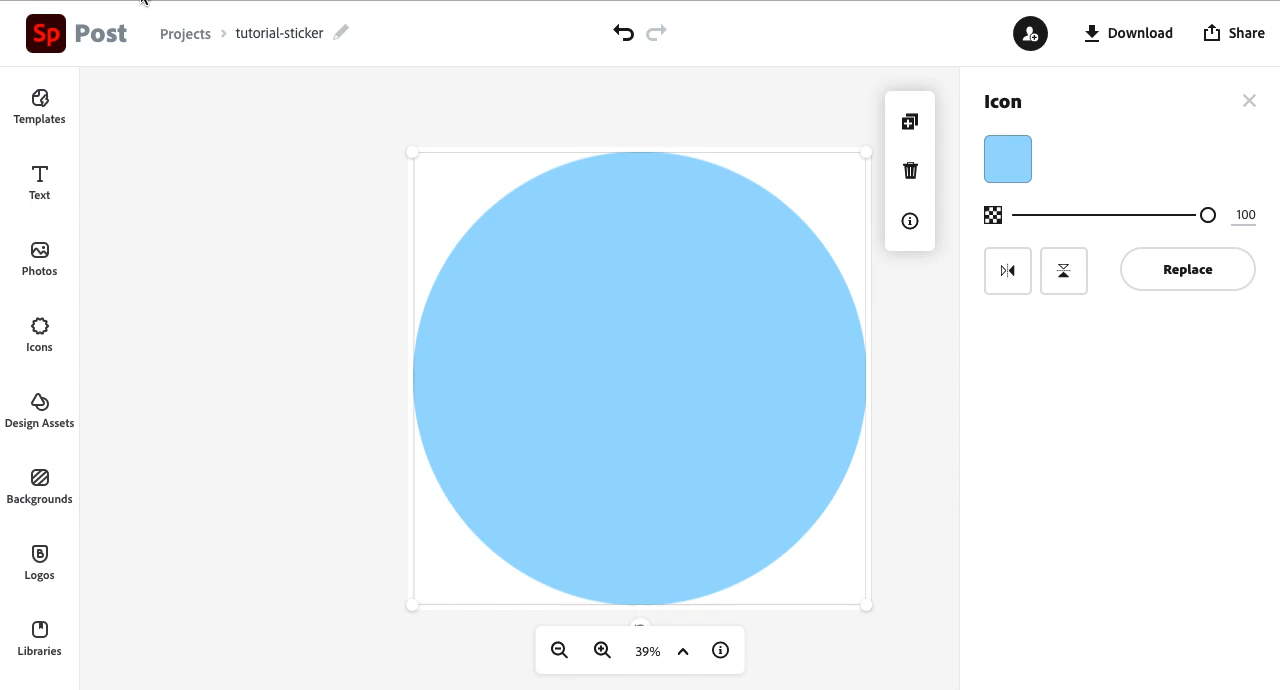 Sp Post
Projects > tutorial-sticker
Download
Share
Templates
Text
Photos
Icons
Design Assets
Backgrounds
B
Logos
Libraries
Icon
100
Replace
39%